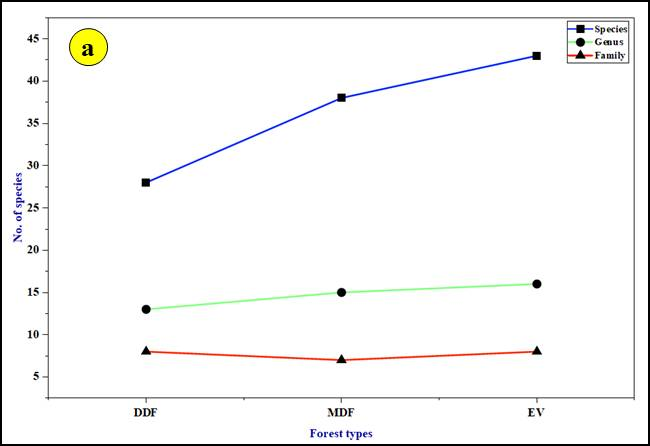 a
Species
Genus
Family
45
40
35
30
25
20
15
10
5
No. of species
DDF MDF EV
Forest types